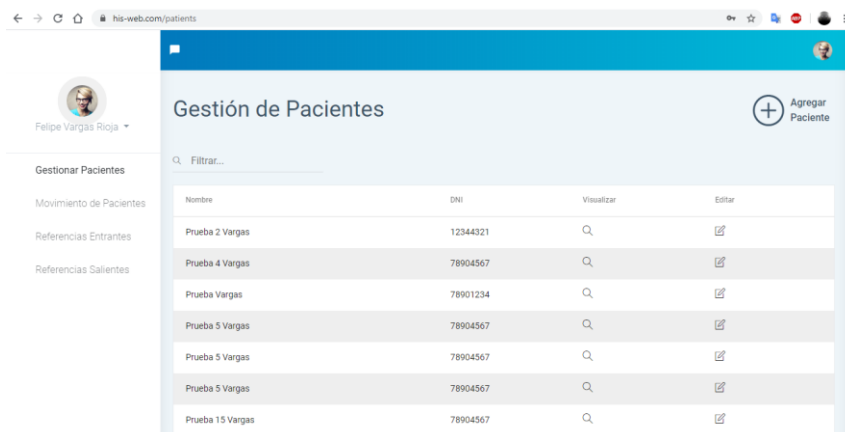 his-web.com/patients
Felipe Vargas Rioja
Gestionar Pacientes
Movimiento de Pacientes
Referencias Entrantes
Referencias Salientes
Gestión de Pacientes
Agregar
Paciente
Filtrar...
Nombre DNI Visualizar Editar
Prueba 2 Vargas 12344321
Prueba 4 Vargas 78904567
Prueba Vargas 78901234
Prueba 5 Vargas 78904567
Prueba 5 Vargas 78904567
Prueba 5 Vargas 78904567
Prueba 15 Vargas 78904567